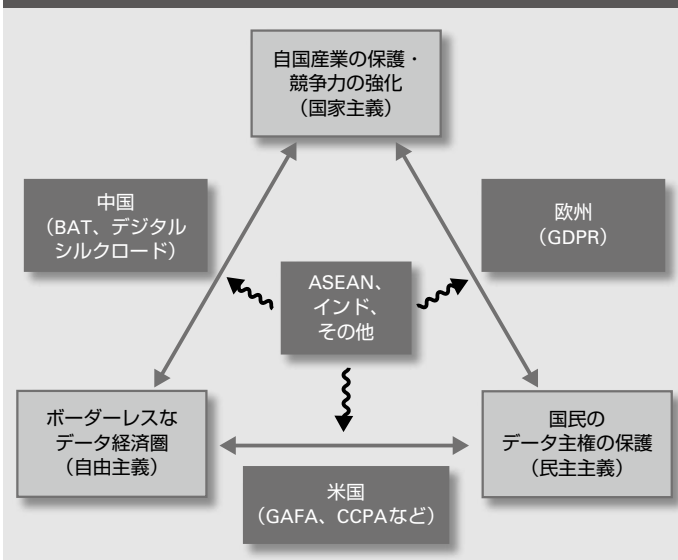 自国産業の保護・
競争力の強化
（国家主義）
中国
（BAT、デジタル
シルクロード）
欧州
（GDPR）
ASEAN、
インド、
その他
ボーダーレスな
データ経済圏
（自由主義）
国民の
データ主権の保護
（民主主義）
米国
（GAFA、CCPAなど）